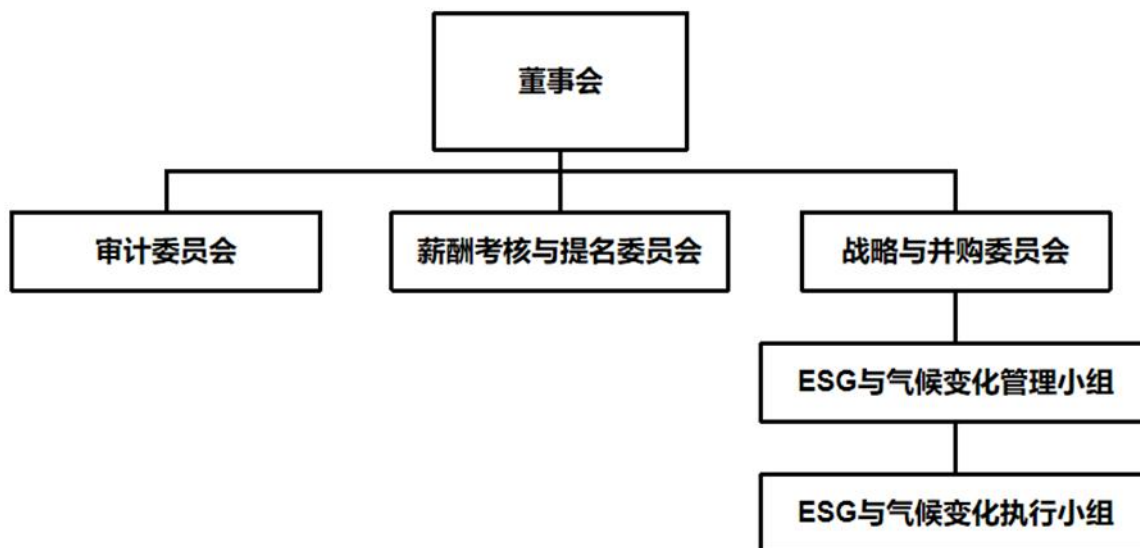 董事会
审计委员会
薪酬考核与提名委员会
战略与并购委员会
ESG与气候变化管理小组
ESG与气候变化执行小组